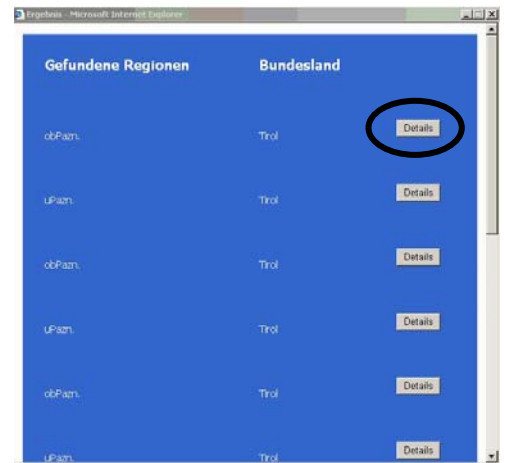 Ergebnis - Microsoft Internet Explorer
Gefundene Regionen Bundesland
obPazn. Tirol Details
uPazn. Tirol Details
obPazn. Tirol Details
uPazn. Tirol Details
obPazn. Tirol Details
uPazn. Tirol Details